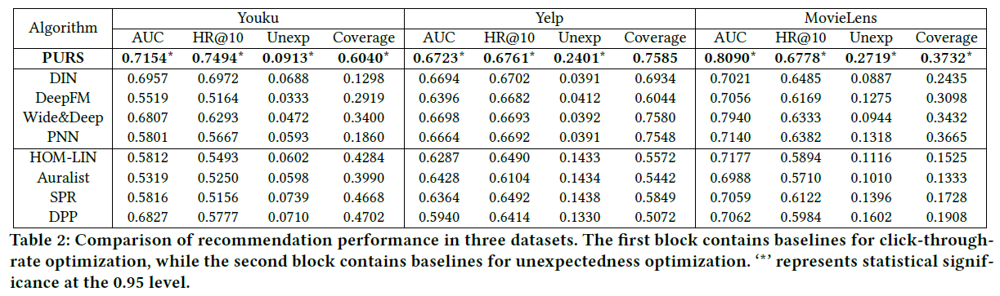 Algorithm Youku Yelp MovieLens
AUC HR@10 Unexp Coverage AUC HR@10 Unexp Coverage AUC HR@10 Unexp Coverage
PURS 0.7154* 0.7494* 0.0913* 0.6040* 0.6723* 0.6761* 0.2401* 0.7585 0.8090* 0.6778* 0.2719* 0.3732*
DIN 0.6957 0.6972 0.0688 0.1298 0.6694 0.6702 0.0391 0.6934 0.7021 0.6485 0.0887 0.2435
DeepFM 0.5519 0.5164 0.0333 0.2919 0.6396 0.6682 0.0412 0.6044 0.7056 0.6169 0.1275 0.3098
Wide&Deep 0.6807 0.6293 0.0472 0.3400 0.6698 0.6693 0.0392 0.7580 0.7940 0.6333 0.0944 0.3432
PNN 0.5801 0.5667 0.0593 0.1860 0.6664 0.6692 0.0391 0.7548 0.7140 0.6382 0.1318 0.3665
HOM-LIN 0.5812 0.5493 0.0602 0.4284 0.6287 0.6490 0.1433 0.5572 0.7177 0.5894 0.1116 0.1525
Auralist 0.5319 0.5250 0.0598 0.3990 0.6428 0.6104 0.1434 0.5442 0.6988 0.5710 0.1010 0.1333
SPR 0.5816 0.5156 0.0739 0.4668 0.6364 0.6492 0.1438 0.5849 0.7059 0.6122 0.1396 0.1728
DPP 0.6827 0.5777 0.0710 0.4702 0.5940 0.6414 0.1330 0.5072 0.7062 0.5984 0.1602 0.1908
Table 2: Comparison of recommendation performance in three datasets. The first block contains baselines for click-through-
rate optimization, while the second block contains baselines for unexpectedness optimization. ‘*’ represents statistical signif-
icance at the 0.95 level.